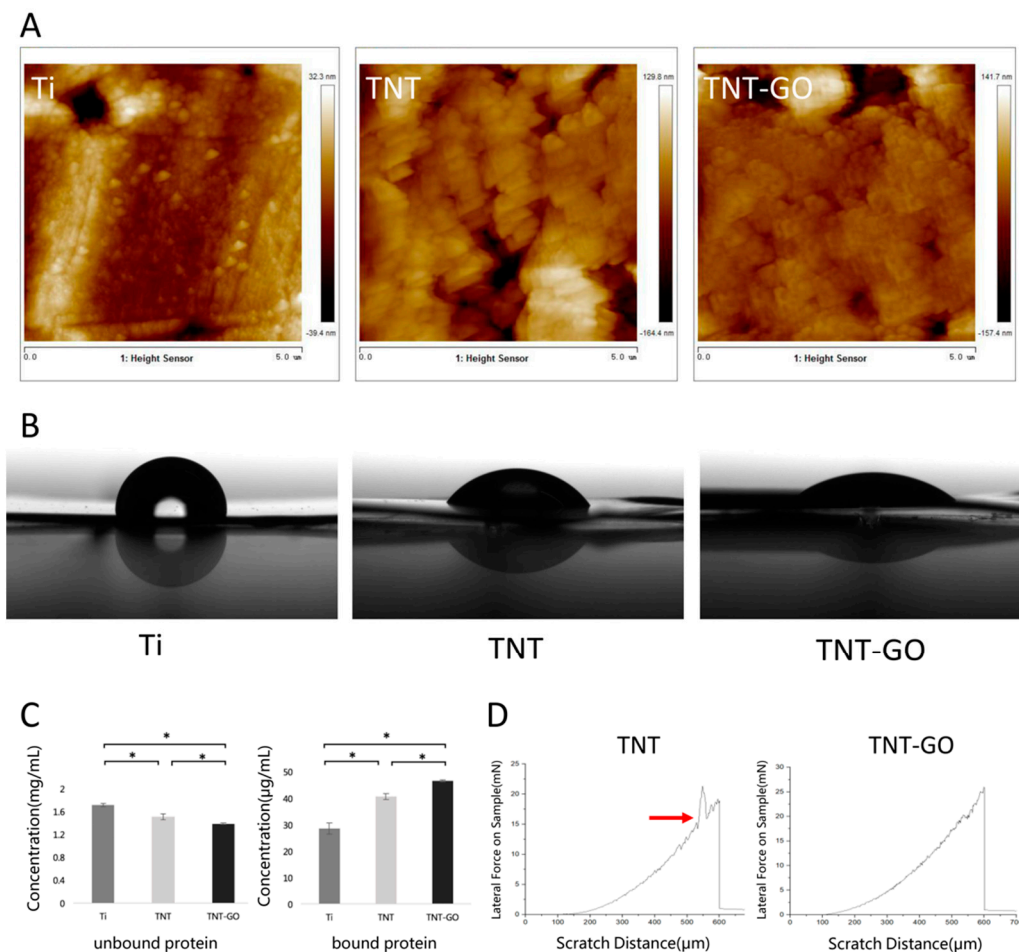 A
Ti
32.3 nm
-39.4 nm
0.0
1: Height Sensor
5.0 um
TNT
129.8 nm
-164.4 nm
0.0
1: Height Sensor
5.0 um
TNT-GO
141.7 nm
-157.4 nm
0.0
1: Height Sensor
5.0 um
B
Ti
TNT
TNT-GO
C
Concentration(mg/mL)
2
1.6
1.2
0.8
0.4
0
*
*
*
Ti
TNT
TNT-GO
unbound protein
Concentration(µg/mL)
50
40
30
20
10
0
*
*
*
Ti
TNT
TNT-GO
bound protein
D
TNT
Lateral Force on Sample(mN)
25
20
15
10
5
0
0
100
200
300
400
500
600
Scratch Distance(µm)
TNT-GO
Lateral Force on Sample(mN)
30
25
20
15
10
5
0
0
100
200
300
400
500
600
Scratch Distance(µm)